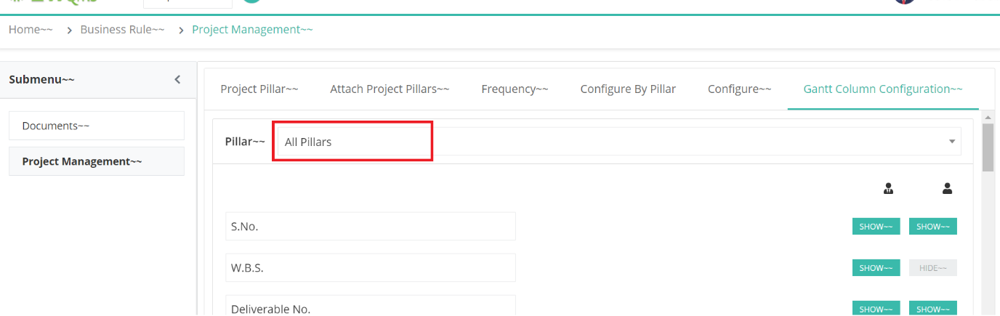 Home~~ > Business Rule~~ > Project Management~~
Submenu~~
Documents~~
Project Management~~
Project Pillar~~ Attach Project Pillars~~ Frequency~~ Configure By Pillar Configure~~ Gantt Column Configuration~~
Pillar~~ All Pillars
S.No. SHOW~~ SHOW~~
W.B.S. SHOW~~ HIDE~~
Deliverable No. SHOW~~ SHOW~~